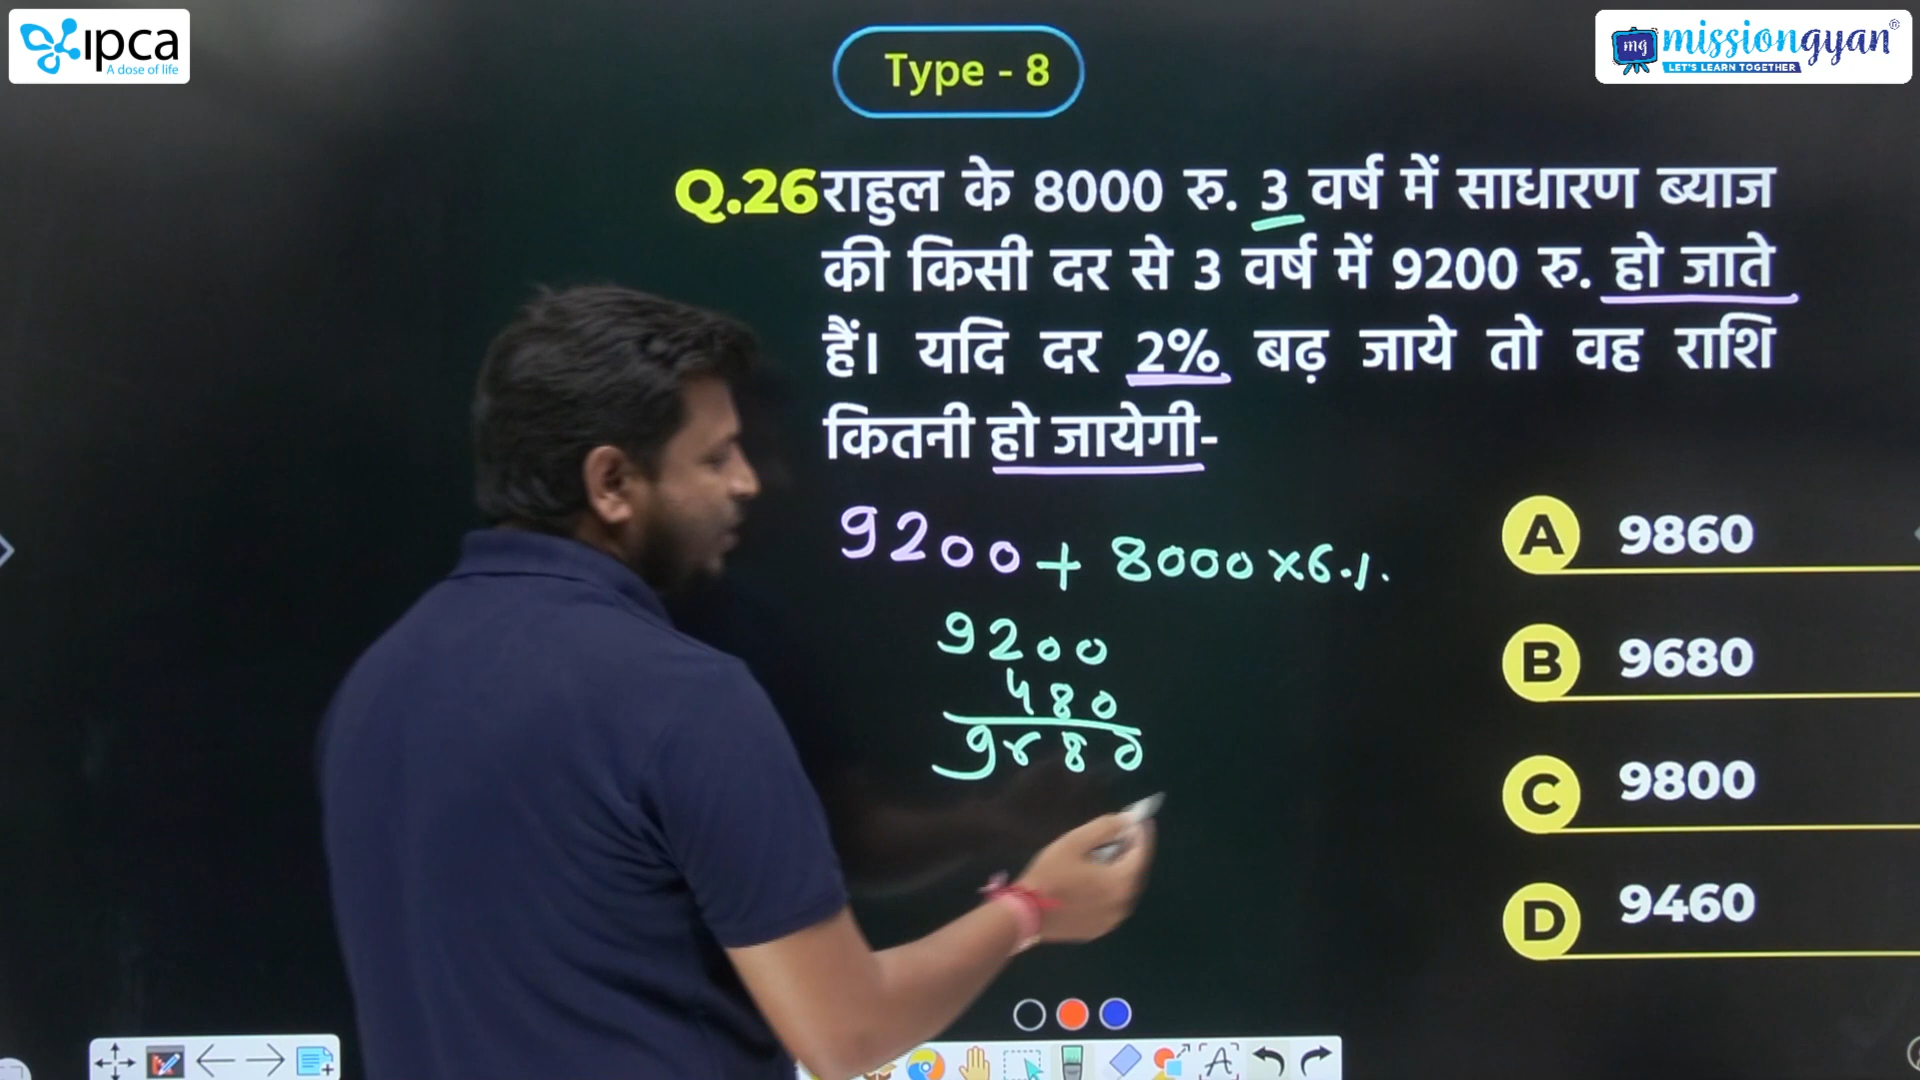 ipca
A dose of life
missiongyan®
mg
LET'S LEARN TOGETHER
Type - 8
Q.26 राहुल के 8000 रु. 3 वर्ष में साधारण ब्याज
की किसी दर से 3 वर्ष में 9200 रु. हो जाते
हैं। यदि दर 2% बढ़ जाये तो वह राशि
कितनी हो जायेगी-
9200 + 8000 × 6%
9200
480
9680
A 9860
B 9680
C 9800
D 9460
A